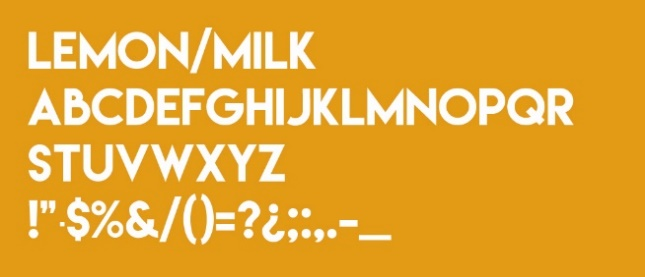 LEMON/MILK
ABCDEFGHIJKLMNOPQR
STUVWXYZ
!”·$%&/()=?¿;:,.-_